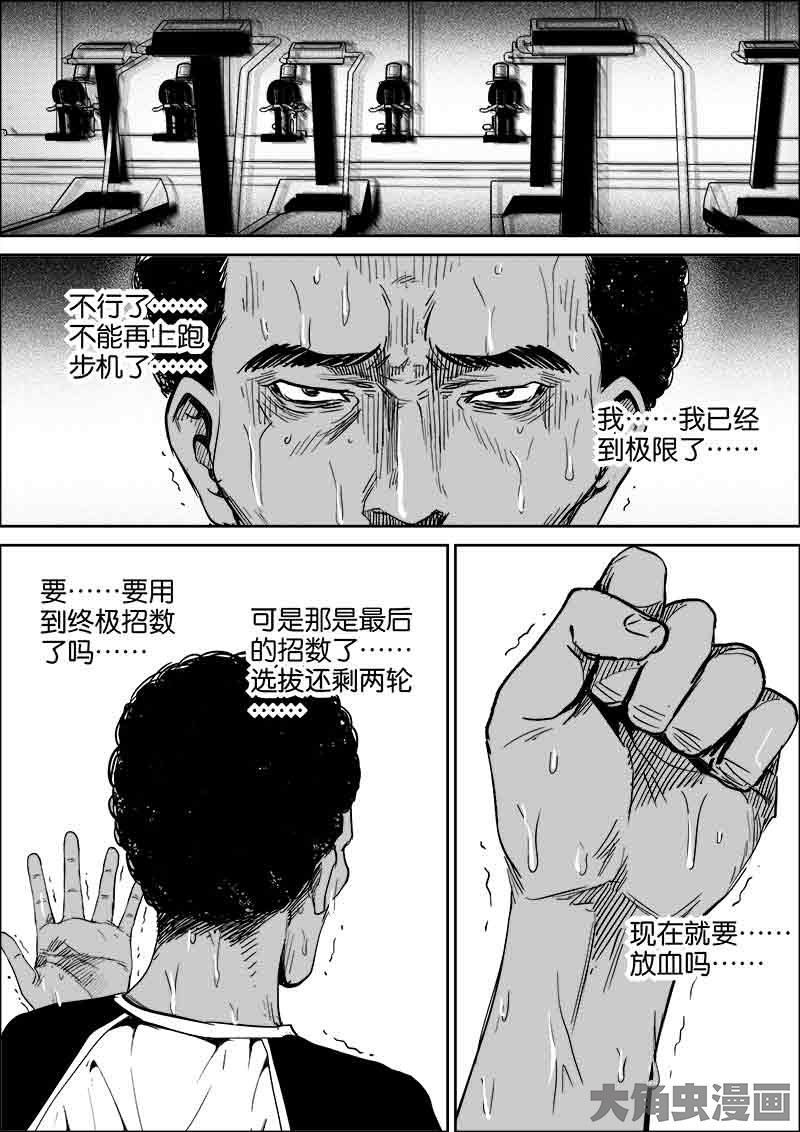 不行了……
不能再上跑
步机了……
我……我已经
到极限了……
要……要用
到终极招数
了吗……
可是那是最后
的招数了……
选拔还剩两轮
……
现在就要……
放血吗……
大角虫漫画